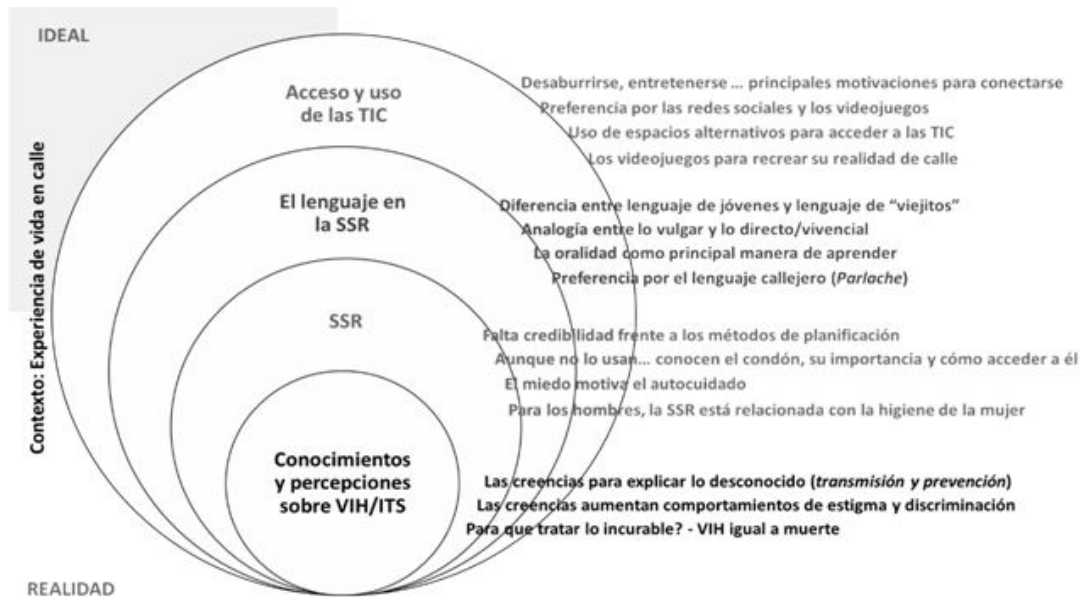 IDEAL
Contexto: Experiencia de vida en calle
Acceso y uso
de las TIC
Desaburrirse, entretenerse ... principales motivaciones para conectarse
Preferencia por las redes sociales y los videojuegos
Uso de espacios alternativos para acceder a las TIC
Los videojuegos para recrear su realidad de calle
El lenguaje en
la SSR
Diferencia entre lenguaje de jóvenes y lenguaje de “viejitos”
Analogía entre lo vulgar y lo directo/vivencial
La oralidad como principal manera de aprender
Preferencia por el lenguaje callejero (Parlache)
SSR
Falta credibilidad frente a los métodos de planificación
Aunque no lo usan... conocen el condón, su importancia y cómo acceder a él
El miedo motiva el autocuidado
Para los hombres, la SSR está relacionada con la higiene de la mujer
Conocimientos
y percepciones
sobre VIH/ITS
Las creencias para explicar lo desconocido (transmisión y prevención)
Las creencias aumentan comportamientos de estigma y discriminación
Para que tratar lo incurable? - VIH igual a muerte
REALIDAD